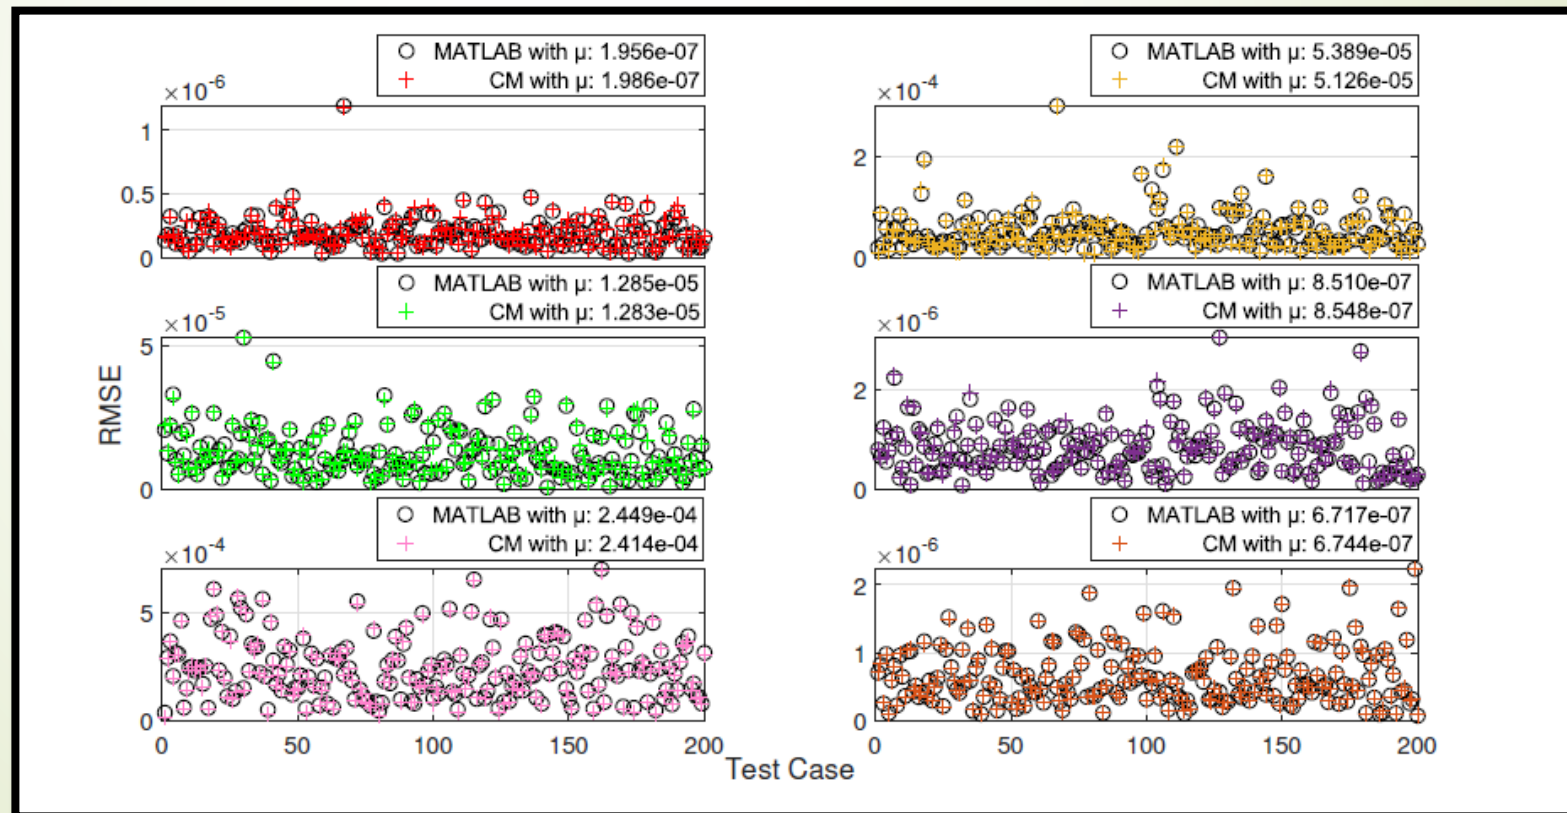 MATLAB with μ: 1.956e-07
CM with μ: 1.986e-07
×10-6
1
0.5
0
MATLAB with μ: 5.389e-05
CM with μ: 5.126e-05
×10-4
2
0
MATLAB with μ: 1.285e-05
CM with μ: 1.283e-05
×10-5
5
0
MATLAB with μ: 8.510e-07
CM with μ: 8.548e-07
×10-6
2
0
RMSE
MATLAB with μ: 2.449e-04
CM with μ: 2.414e-04
×10-4
5
0
0 50 100 150 200
MATLAB with μ: 6.717e-07
CM with μ: 6.744e-07
×10-6
2
1
0
0 50 100 150 200
Test Case